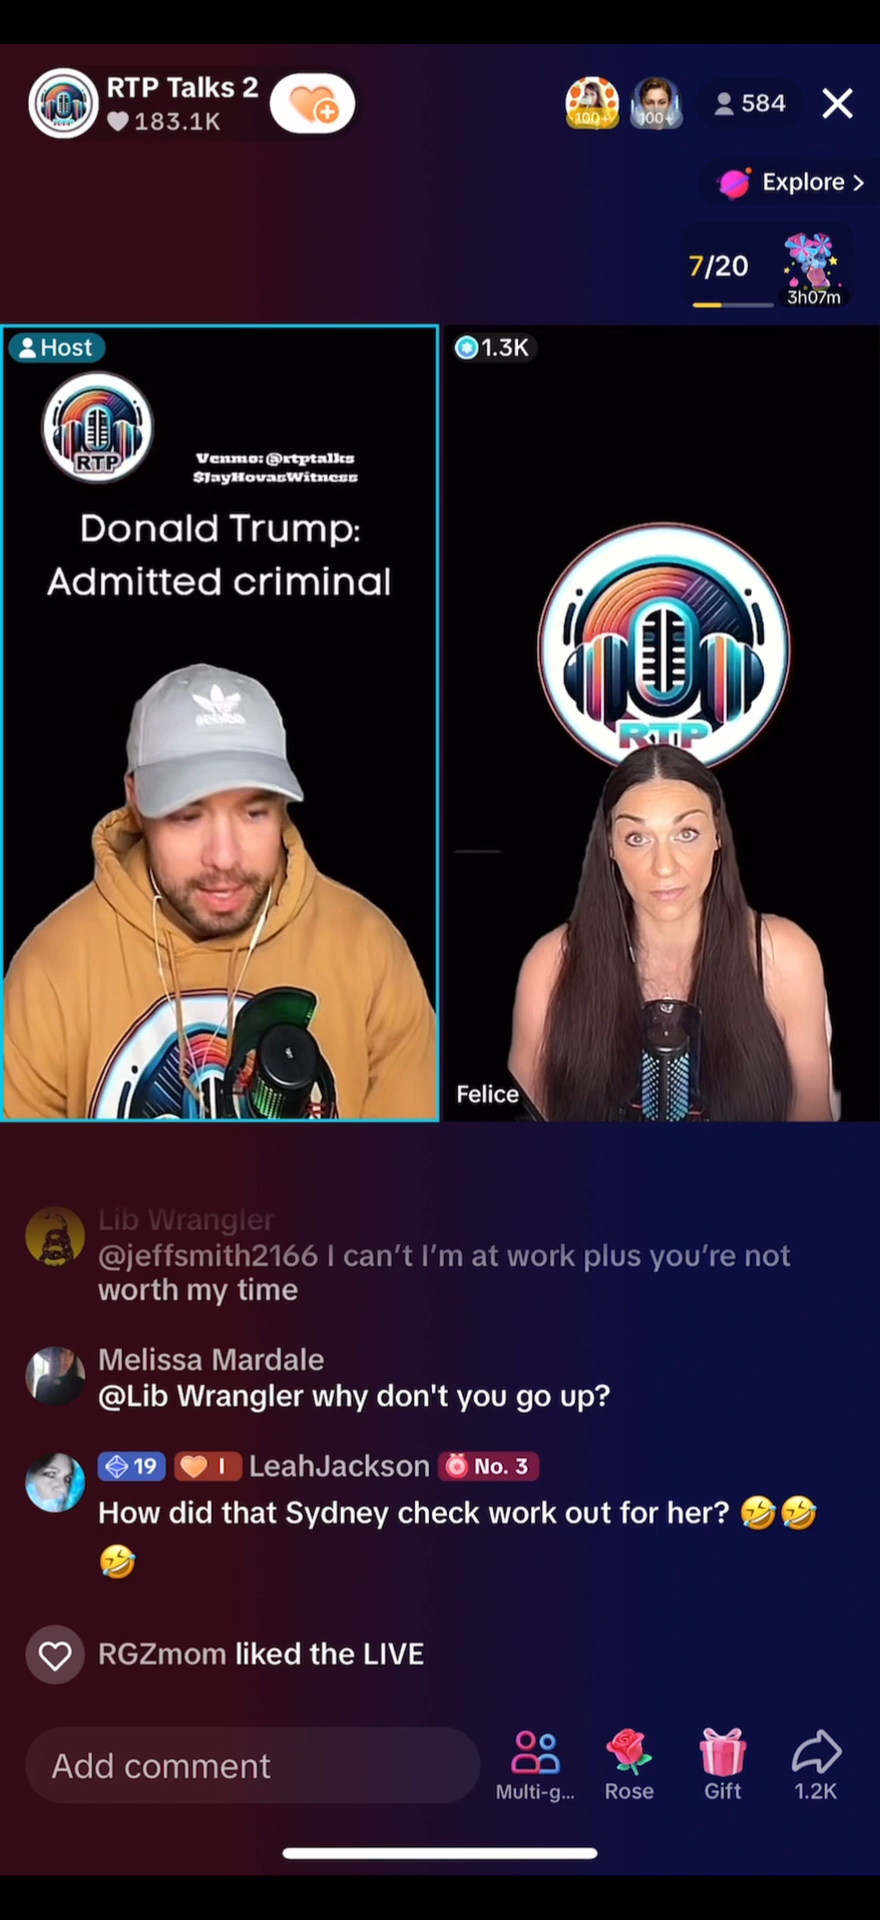 RTP Talks 2
183.1K
100+
100+
584
Explore >
7/20
3h07m
Host
1.3K
RTP
Venmo: @rtptalks
$JayHovasWitness
Donald Trump:
Admitted criminal
RTP
adidas
Felice
Lib Wrangler
@jeffsmith2166 I can’t I’m at work plus you’re not
worth my time
Melissa Mardale
@Lib Wrangler why don't you go up?
19 I LeahJackson No. 3
How did that Sydney check work out for her? 🤣🤣
🤣
RGZmom liked the LIVE
Add comment
Multi-g...
Rose
Gift
1.2K